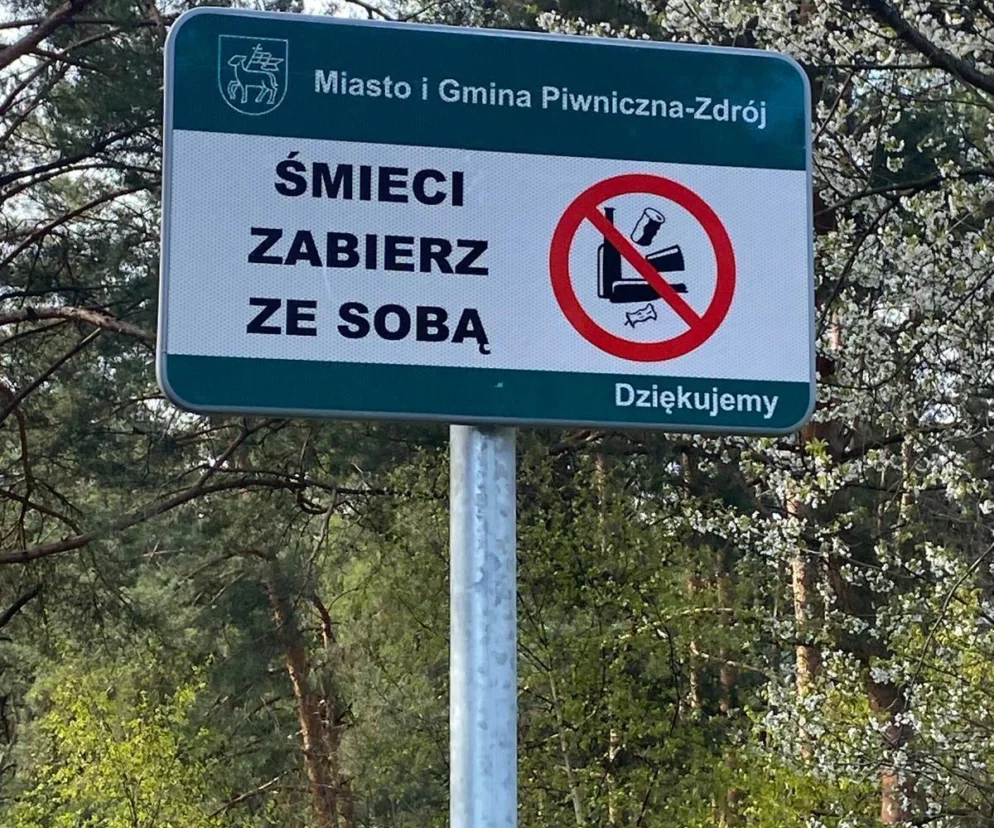 Miasto i Gmina Piwniczna-Zdrój
ŚMIECI
ZABIERZ
ZE SOBĄ
Dziękujemy